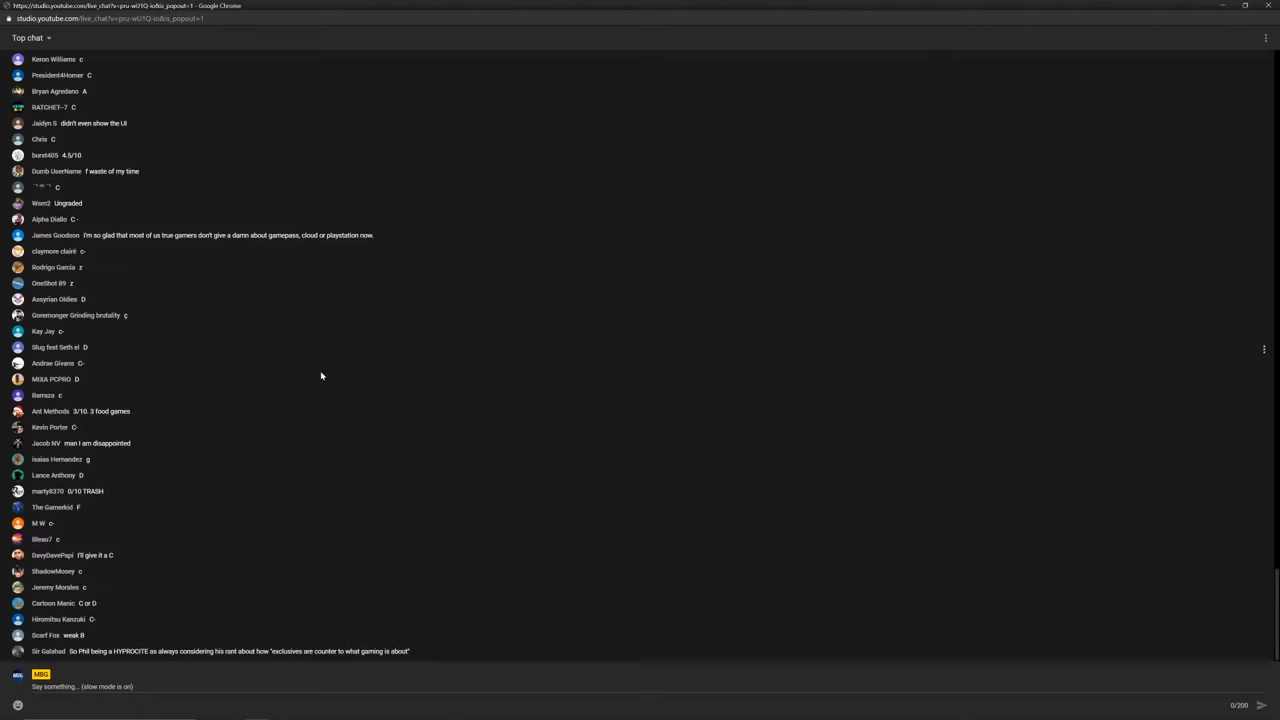 https://studio.youtube.com/live_chat?v=pru-wU1Q-io&is_popout=1 - Google Chrome
studio.youtube.com/live_chat?v=pru-wU1Q-io&is_popout=1
Top chat
Keron Williams c
President4Homer C
Bryan Agredano A
RATCHET--7 C
Jaidyn S didn't even show the UI
Chris C
burst405 4.5/10
Dumb UserName f waste of my time
C
Wsm2 Ungraded
Alpha Diallo C -
James Goodson I'm so glad that most of us true gamers don't give a damn about gamepass, cloud or playstation now.
claymore clairé c-
Rodrigo Garcia z
OneShot 89 z
Assyrian Oldies D
Goremonger Grinding brutality ç
Kay Jay c-
Slug fest Seth el D
Andrae Givans C-
MIXA PCPRO D
Barraza c
Ant Methods 3/10. 3 food games
Kevin Porter C-
Jacob NV man I am disappointed
isaias Hernandez g
Lance Anthony D
marty8370 0/10 TRASH
The Gamerkid F
M W c-
Bleau7 c
DavyDavePapi I'll give it a C
ShadowMosey c
Jeremy Morales c
Cartoon Manic C or D
Hiromitsu Kanzuki C-
Scarf Fox weak B
Sir Galahad So Phil being a HYPROCITE as always considering his rant about how "exclusives are counter to what gaming is about"
MBG
Say something... (slow mode is on)
0/200